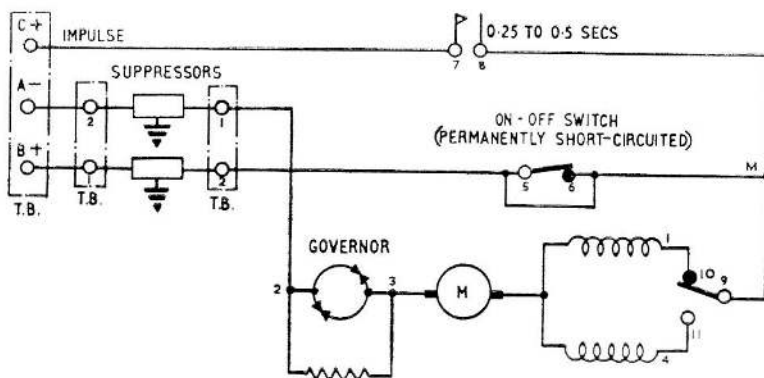 C+
IMPULSE
7 8
0·25 TO 0·5 SECS
SUPPRESSORS
A−
2
1
ON - OFF SWITCH
(PERMANENTLY SHORT-CIRCUITED)
B+
1
2
5
6
M
T.B.
T.B.
T.B.
GOVERNOR
1
10
9
2
3
M
11
4